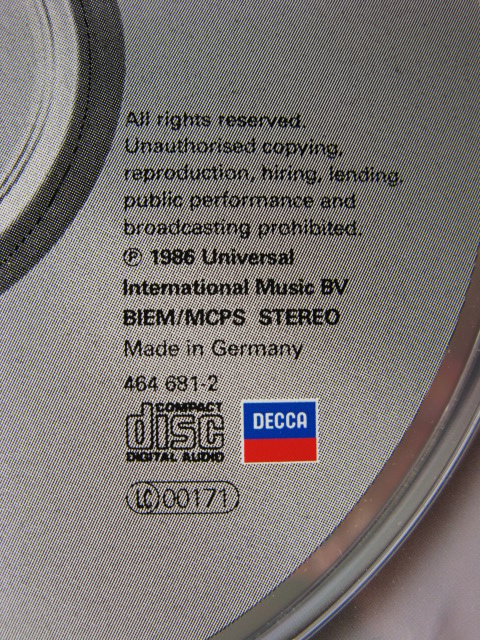 All rights reserved.
Unauthorised copying,
reproduction, hiring, lending,
public performance and
broadcasting prohibited.
℗ 1986 Universal
International Music BV
BIEM/MCPS STEREO
Made in Germany
464 681-2
COMPACT
disc
DIGITAL AUDIO
DECCA
LC 00171